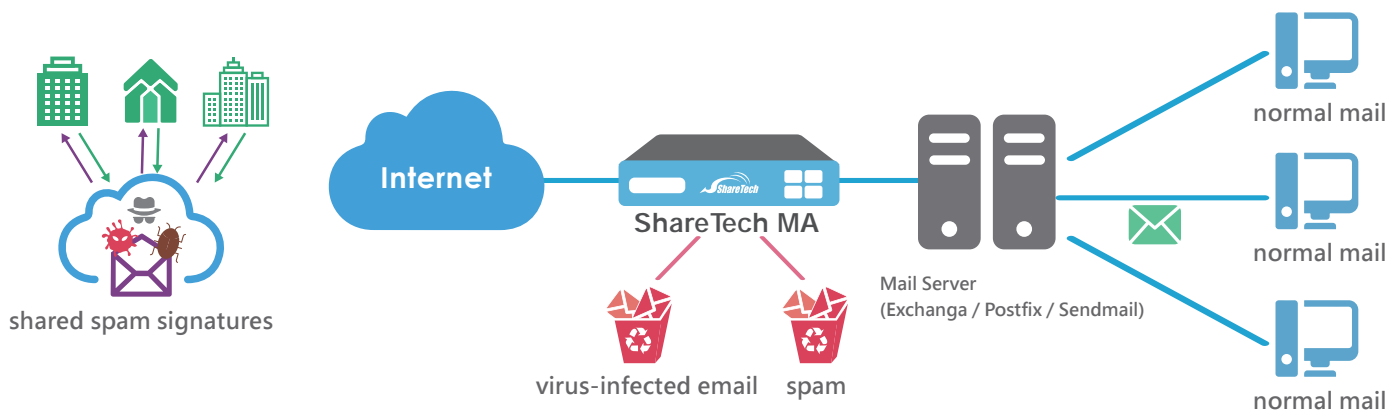 shared spam signatures
Internet
ShareTech
ShareTech MA
virus-infected email
spam
Mail Server
(Exchanga / Postfix / Sendmail)
normal mail
normal mail
normal mail